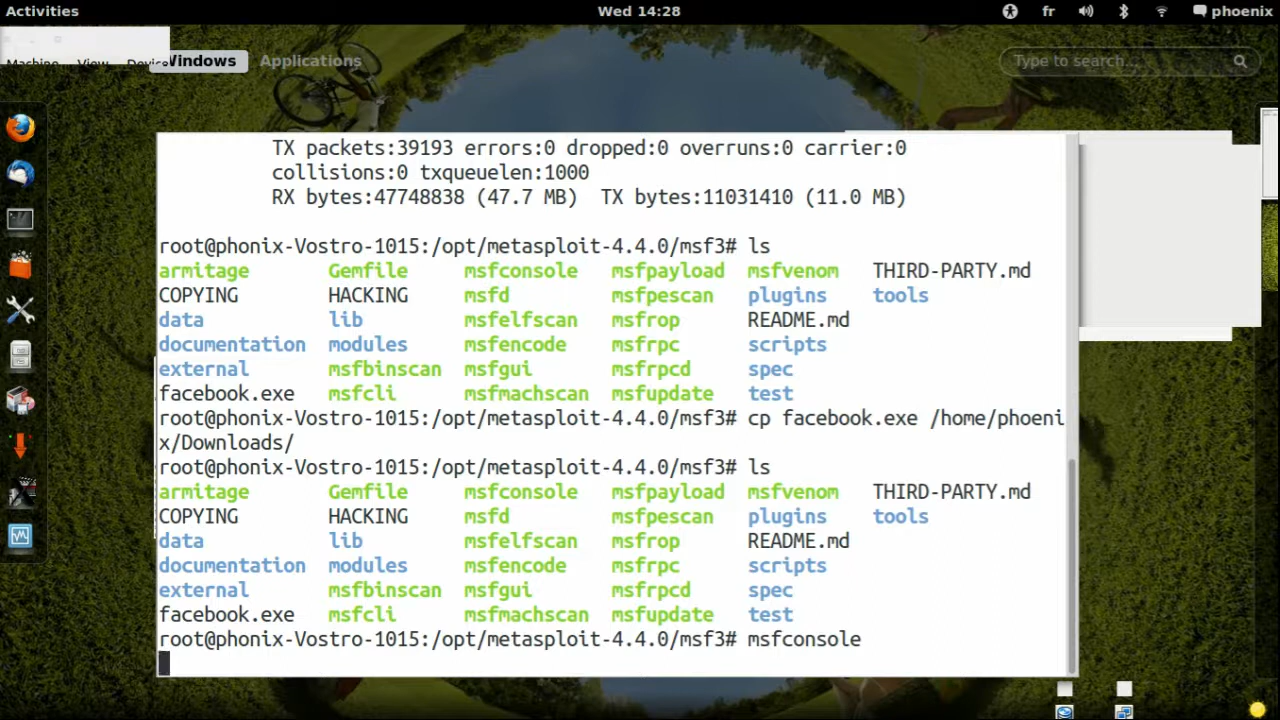 Activities Wed 14:28 fr phoenix
Machine View Devic
Windows Applications Type to search...
TX packets:39193 errors:0 dropped:0 overruns:0 carrier:0
collisions:0 txqueuelen:1000
RX bytes:47748838 (47.7 MB) TX bytes:11031410 (11.0 MB)
root@phonix-Vostro-1015:/opt/metasploit-4.4.0/msf3# ls
armitage Gemfile msfconsole msfpayload msfvenom THIRD-PARTY.md
COPYING HACKING msfd msfpescan plugins tools
data lib msfelfscan msfrop README.md
documentation modules msfencode msfrpc scripts
external msfbinscan msfgui msfrpcd spec
facebook.exe msfcli msfmachscan msfupdate test
root@phonix-Vostro-1015:/opt/metasploit-4.4.0/msf3# cp facebook.exe /home/phoeni
x/Downloads/
root@phonix-Vostro-1015:/opt/metasploit-4.4.0/msf3# ls
armitage Gemfile msfconsole msfpayload msfvenom THIRD-PARTY.md
COPYING HACKING msfd msfpescan plugins tools
data lib msfelfscan msfrop README.md
documentation modules msfencode msfrpc scripts
external msfbinscan msfgui msfrpcd spec
facebook.exe msfcli msfmachscan msfupdate test
root@phonix-Vostro-1015:/opt/metasploit-4.4.0/msf3# msfconsole